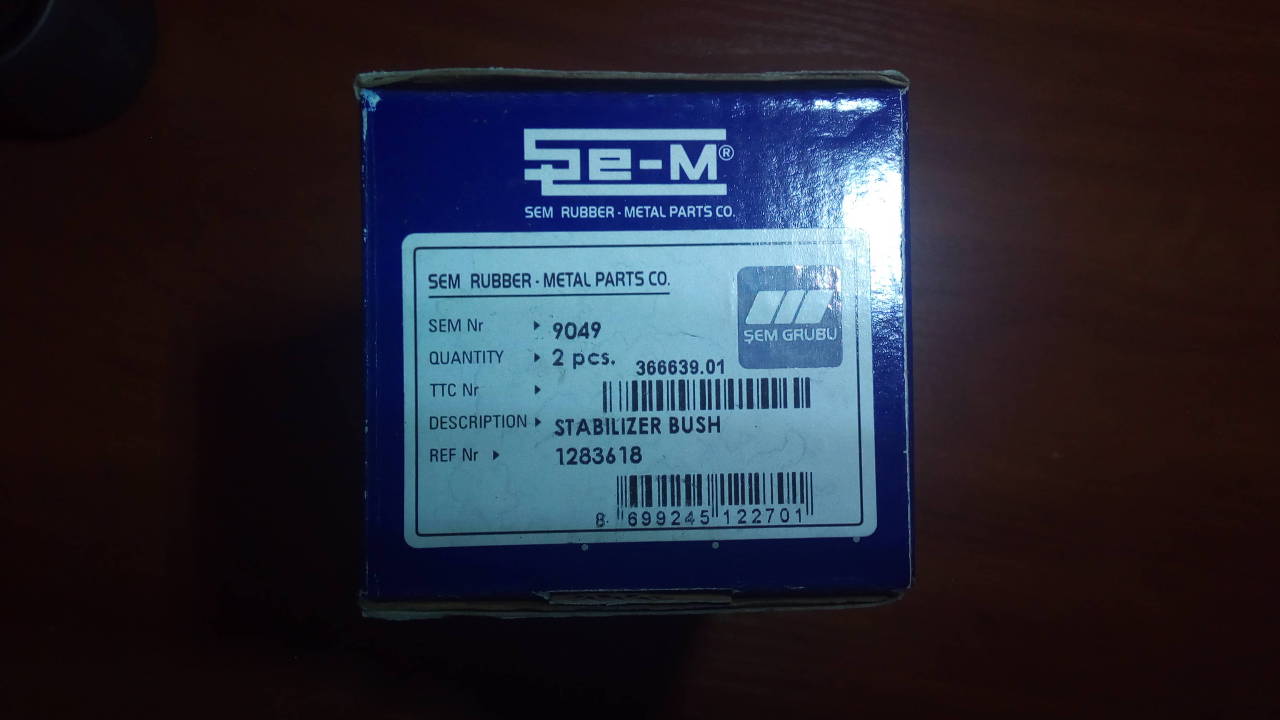 Se-M®
SEM RUBBER - METAL PARTS CO.
SEM RUBBER - METAL PARTS CO.
ŞEM GRUBU
SEM Nr 9049
QUANTITY 2 pcs.
366639.01
TTC Nr
DESCRIPTION STABILIZER BUSH
REF Nr 1283618
8 699245 122701